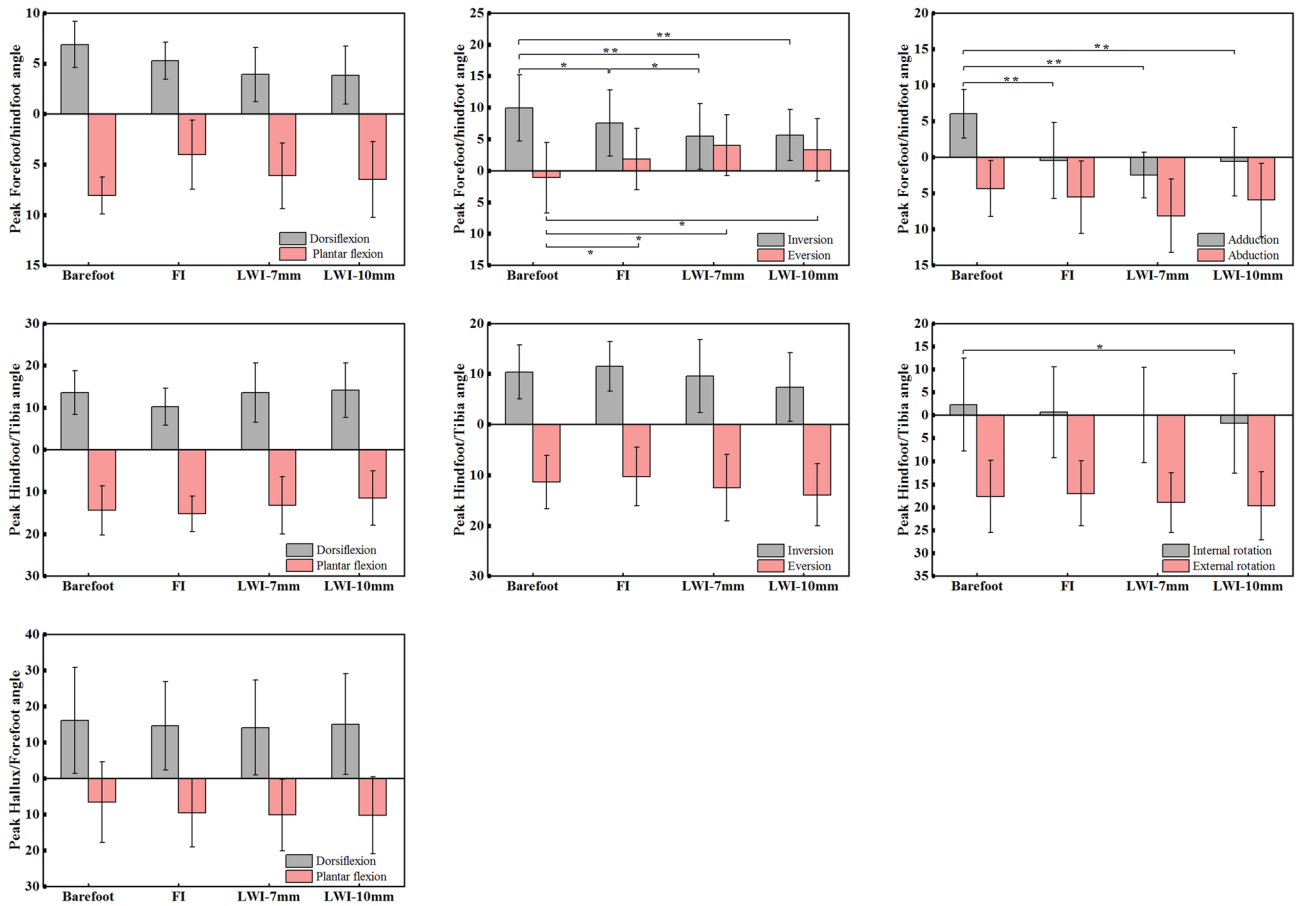 Peak Forefoot/hindfoot angle
10
5
0
5
10
15
Dorsiflexion
Plantar flexion
Barefoot FI LWI-7mm LWI-10mm
Peak Forefoot/hindfoot angle
25
20
15
10
5
0
5
10
15
**
**
* *
*
*
*
Inversion
Eversion
Barefoot FI LWI-7mm LWI-10mm
Peak Forefoot/hindfoot angle
20
15
10
5
0
5
10
15
**
**
**
Adduction
Abduction
Barefoot FI LWI-7mm LWI-10mm
Peak Hindfoot/Tibia angle
30
20
10
0
10
20
30
Dorsiflexion
Plantar flexion
Barefoot FI LWI-7mm LWI-10mm
Peak Hindfoot/Tibia angle
20
10
0
10
20
30
Inversion
Eversion
Barefoot FI LWI-7mm LWI-10mm
Peak Hindfoot/Tibia angle
20
15
10
5
0
5
10
15
20
25
30
35
*
Internal rotation
External rotation
Barefoot FI LWI-7mm LWI-10mm
Peak Hallux/Forefoot angle
40
30
20
10
0
10
20
30
Dorsiflexion
Plantar flexion
Barefoot FI LWI-7mm LWI-10mm